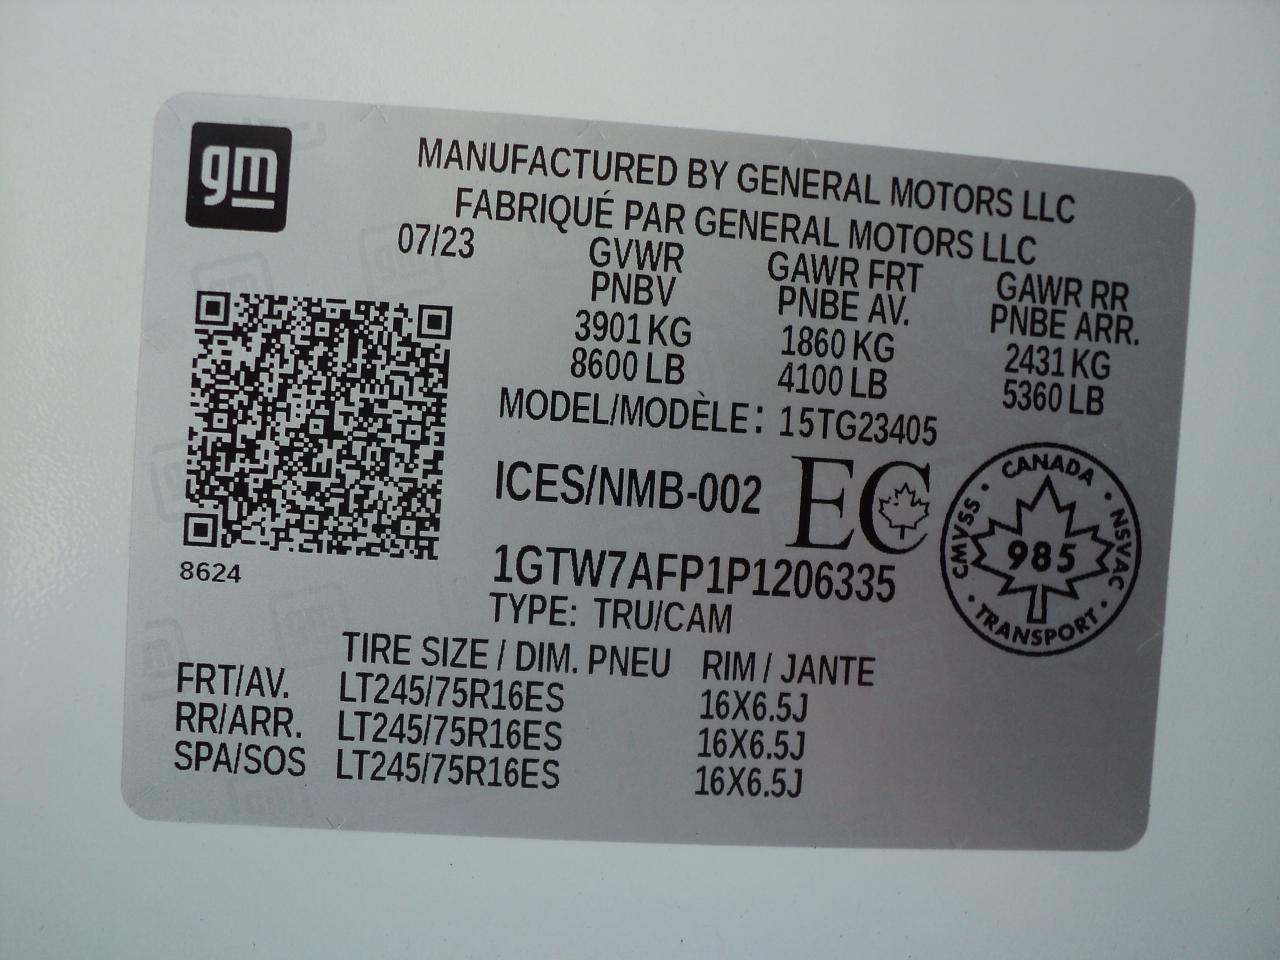 gm
MANUFACTURED BY GENERAL MOTORS LLC
FABRIQUÉ PAR GENERAL MOTORS LLC
07/23
GVWR GAWR FRT GAWR RR
PNBV PNBE AV. PNBE ARR.
3901 KG 1860 KG 2431 KG
8600 LB 4100 LB 5360 LB
MODEL/MODÈLE: 15TG23405
ICES/NMB-002 EC
CANADA
CMVSS • • NSVAC
985
• TRANSPORT •
8624
1GTW7AFP1P1206335
TYPE: TRU/CAM
TIRE SIZE / DIM. PNEU RIM / JANTE
FRT/AV. LT245/75R16ES 16X6.5J
RR/ARR. LT245/75R16ES 16X6.5J
SPA/SOS LT245/75R16ES 16X6.5J